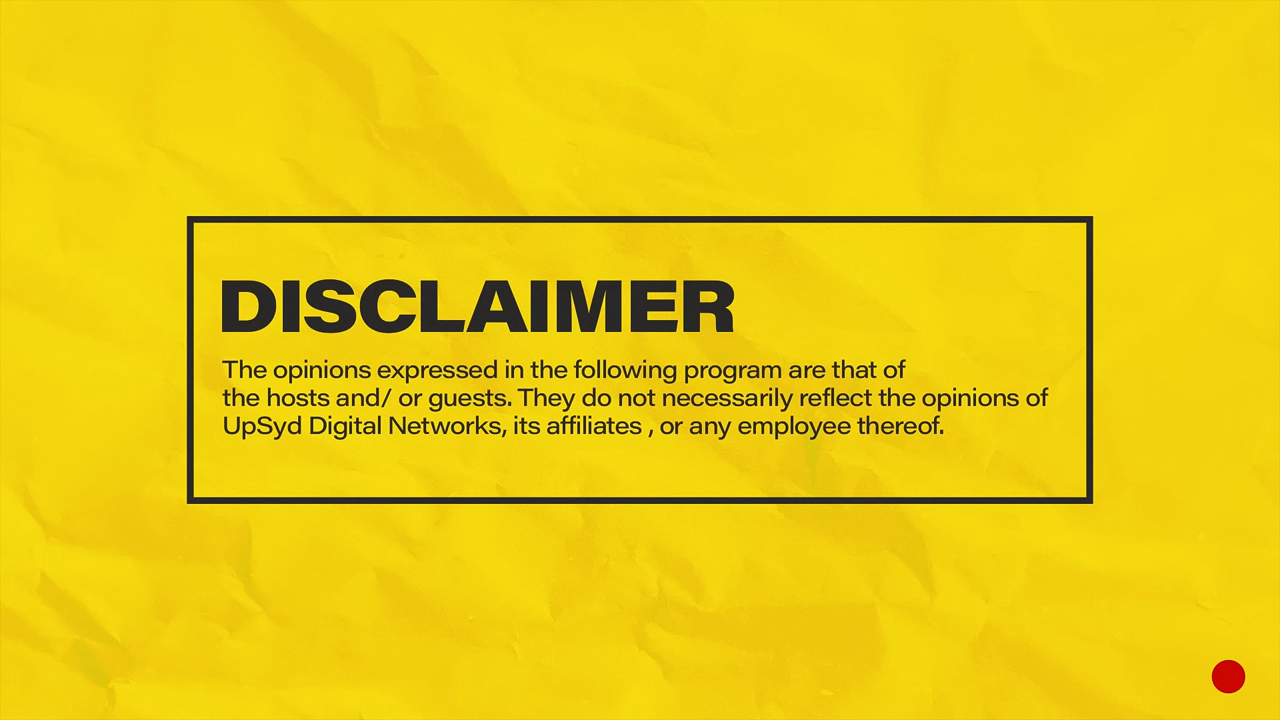 DISCLAIMER
The opinions expressed in the following program are that of
the hosts and/ or guests. They do not necessarily reflect the opinions of
UpSyd Digital Networks, its affiliates , or any employee thereof.